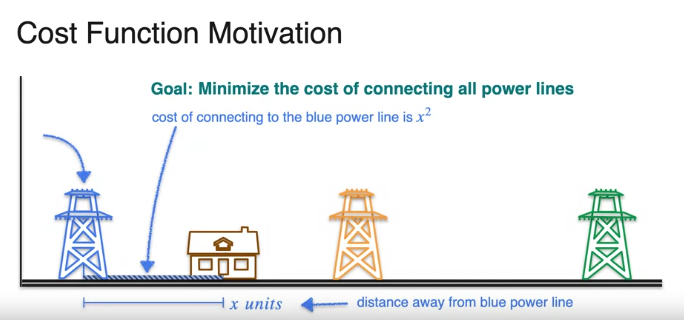 Cost Function Motivation
Goal: Minimize the cost of connecting all power lines
cost of connecting to the blue power line is x²
x units
distance away from blue power line